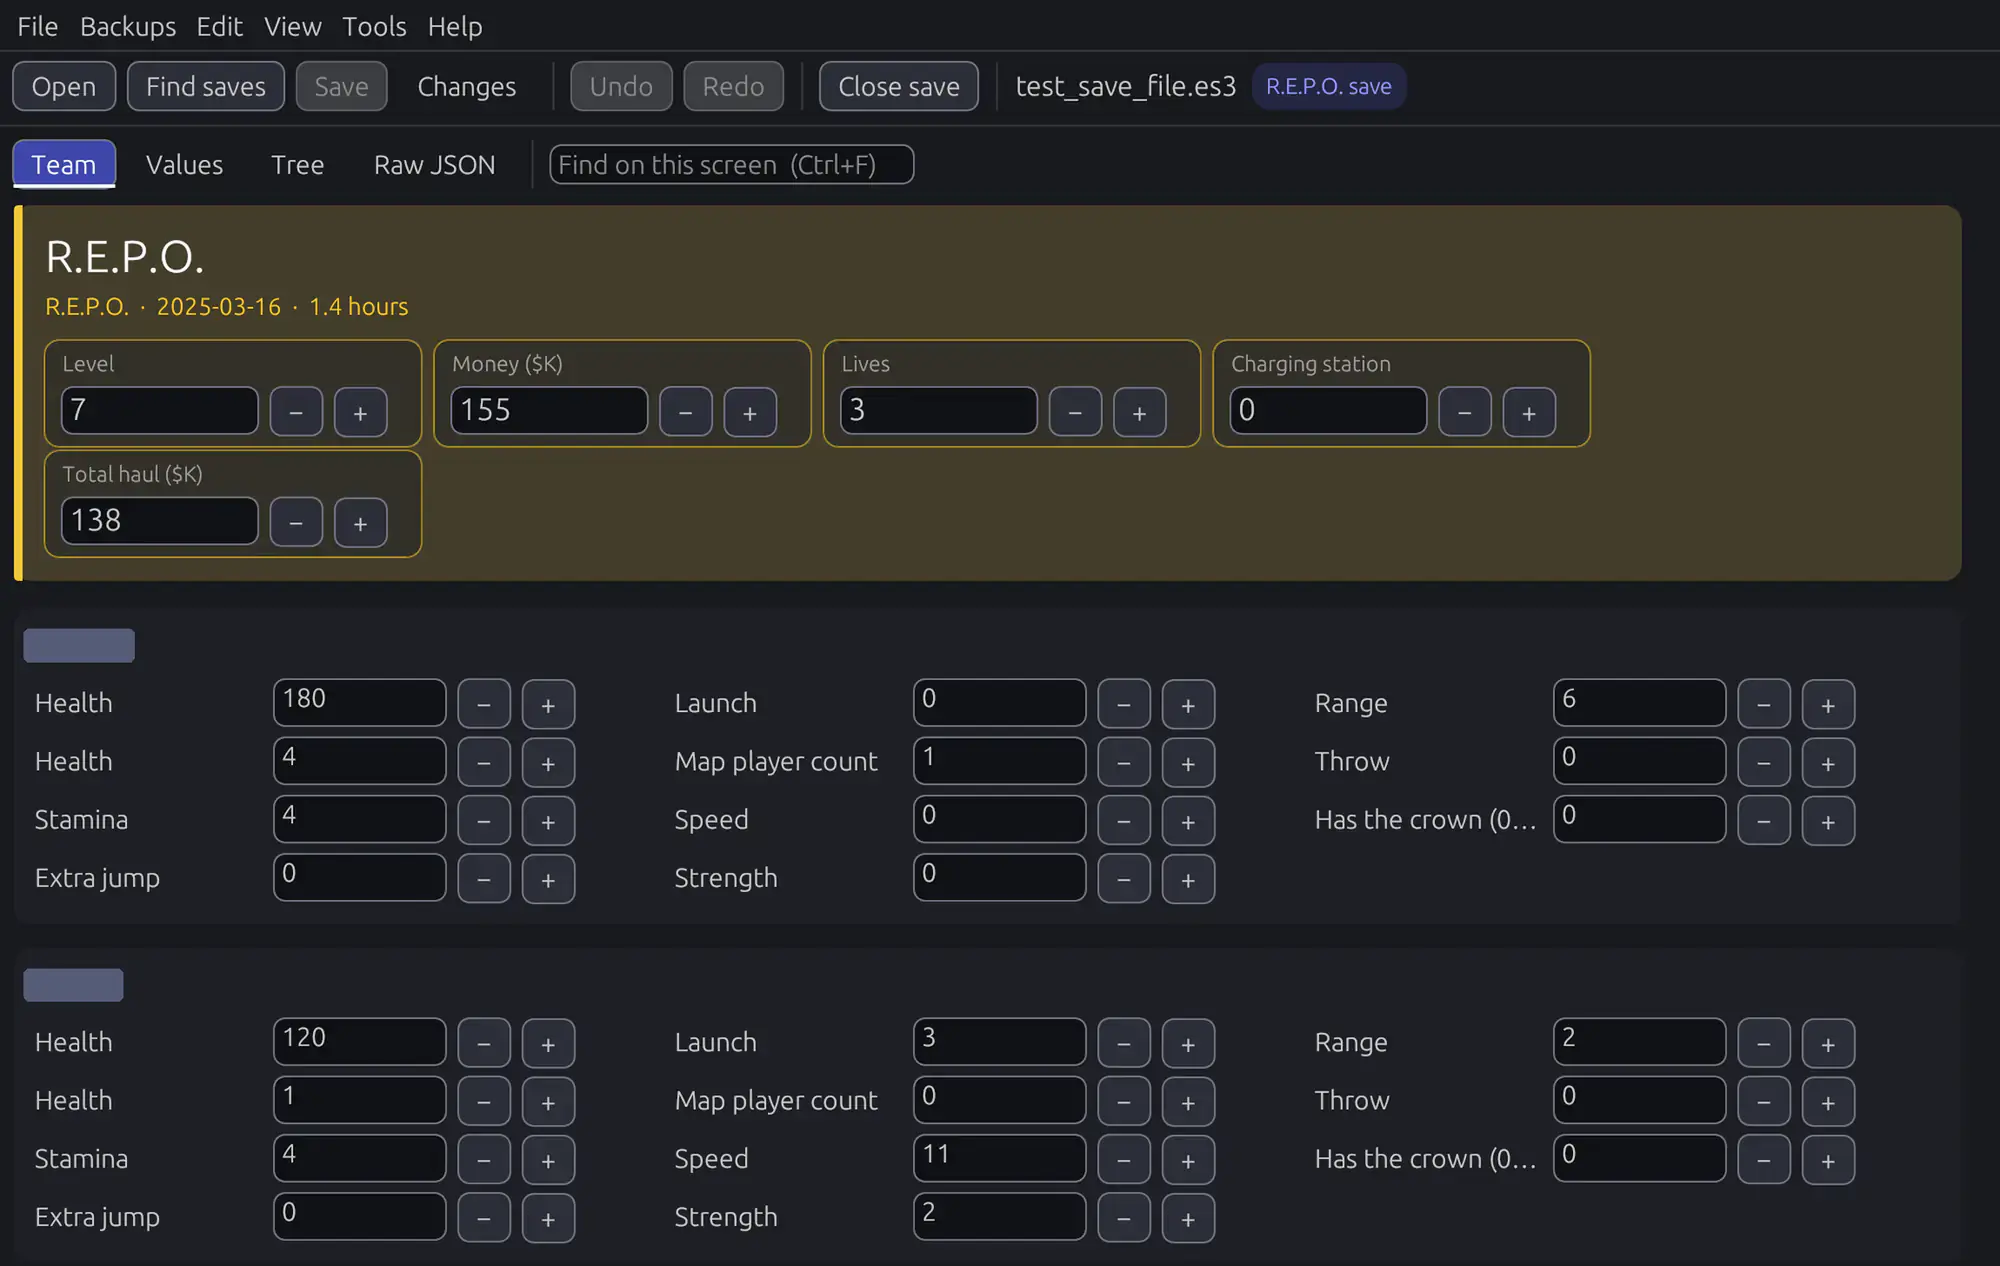 File Backups Edit View Tools Help
Open Find saves Save Changes Undo Redo Close save test_save_file.es3 R.E.P.O. save
Team Values Tree Raw JSON Find on this screen (Ctrl+F)
R.E.P.O.
R.E.P.O. · 2025-03-16 · 1.4 hours
Level Money ($K) Lives Charging station
7 − + 155 − + 3 − + 0 − +
Total haul ($K)
138 − +
Health 180 − + Launch 0 − + Range 6 − +
Health 4 − + Map player count 1 − + Throw 0 − +
Stamina 4 − + Speed 0 − + Has the crown (0... 0 − +
Extra jump 0 − + Strength 0 − +
Health 120 − + Launch 3 − + Range 2 − +
Health 1 − + Map player count 0 − + Throw 0 − +
Stamina 4 − + Speed 11 − + Has the crown (0... 0 − +
Extra jump 0 − + Strength 2 − +